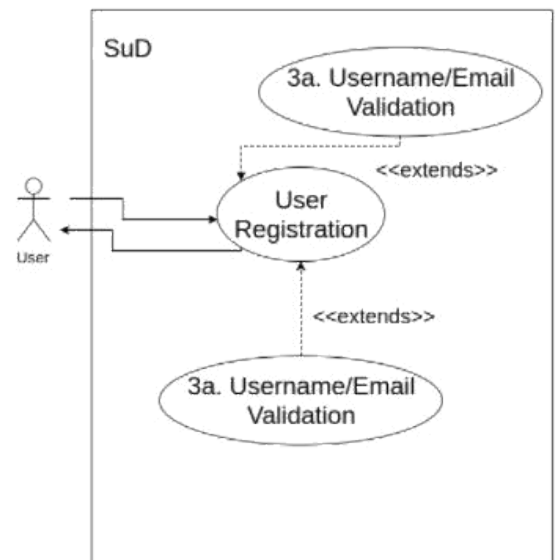 SuD
3a. Username/Email
Validation
<<extends>>
User
Registration
User
<<extends>>
3a. Username/Email
Validation